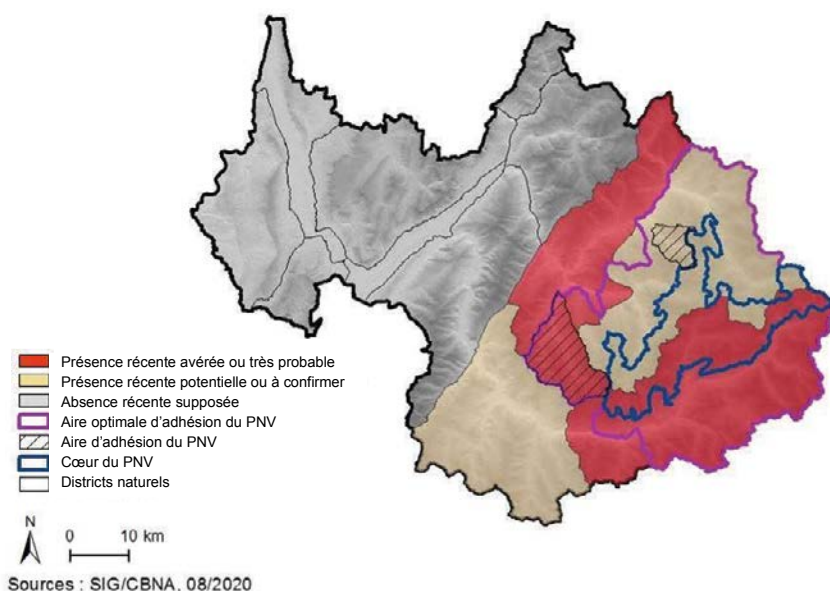 Présence récente avérée ou très probable
Présence récente potentielle ou à confirmer
Absence récente supposée
Aire optimale d'adhésion du PNV
Aire d'adhésion du PNV
Cœur du PNV
Districts naturels
N
0 10 km
Sources : SIG/CBNA, 08/2020